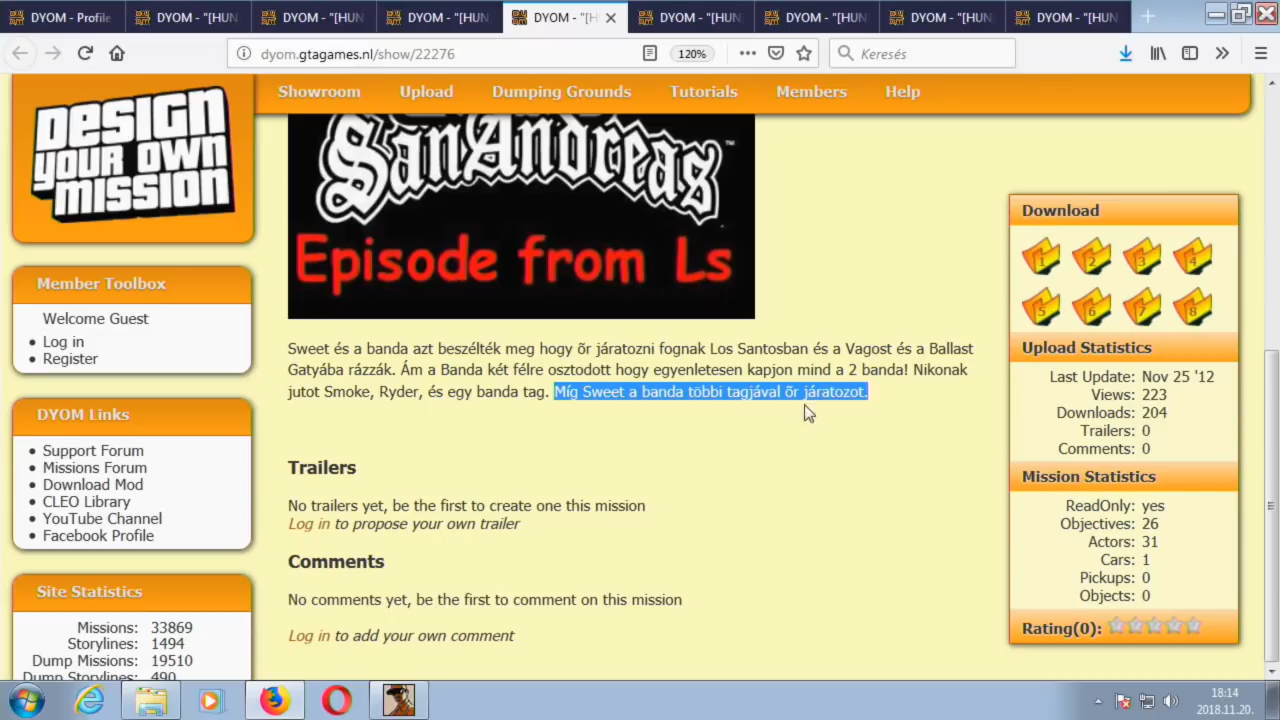 DYOM - Profile
DYOM - "[HUN
DYOM - "[HUN
DYOM - "[HUN
DYOM - "[H
DYOM - "[HUN
DYOM - "[HUN
DYOM - "[HUN
DYOM - "[HUN
dyom.gtagames.nl/show/22276
120%
Keresés
DESIGN
YOUR OWN
MISSION
Showroom
Upload
Dumping Grounds
Tutorials
Members
Help
SanAndreas™
Episode from Ls
Member Toolbox
Welcome Guest
Log in
Register
DYOM Links
Support Forum
Missions Forum
Download Mod
CLEO Library
YouTube Channel
Facebook Profile
Site Statistics
Missions: 33869
Storylines: 1494
Dump Missions: 19510
Dump Storylines: 490
Sweet és a banda azt beszélték meg hogy õr járatozni fognak Los Santosban és a Vagost és a Ballast
Gatyába rázzák. Ám a Banda két félre osztodott hogy egyenletesen kapjon mind a 2 banda! Nikonak
jutot Smoke, Ryder, és egy banda tag. Míg Sweet a banda többi tagjával õr járatozot.
Trailers
No trailers yet, be the first to create one this mission
Log in to propose your own trailer
Comments
No comments yet, be the first to comment on this mission
Log in to add your own comment
Download
1 2 3 4
5 6 7 8
Upload Statistics
Last Update: Nov 25 '12
Views: 223
Downloads: 204
Trailers: 0
Comments: 0
Mission Statistics
ReadOnly: yes
Objectives: 26
Actors: 31
Cars: 1
Pickups: 0
Objects: 0
Rating(0):
18:14
2018.11.20.